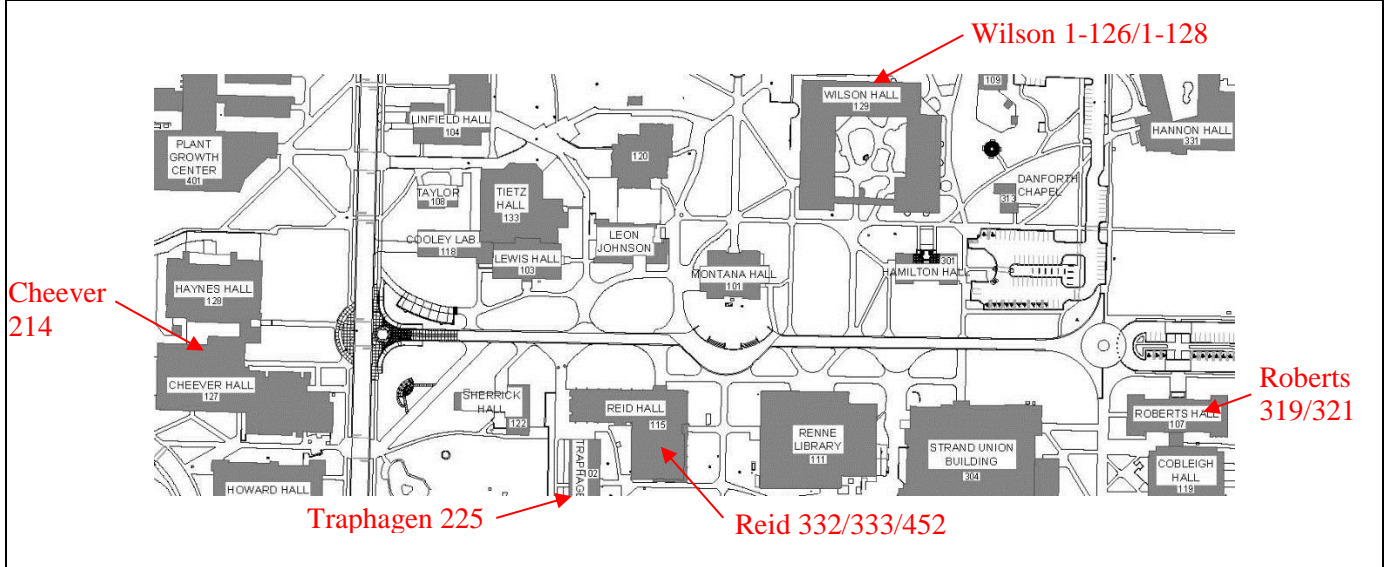 Wilson 1-126/1-128
WILSON HALL
129
109
LINFIELD HALL
104
HANNON HALL
331
PLANT
GROWTH
CENTER
401
120
TAYLOR
108
TIETZ
HALL
133
DANFORTH
CHAPEL
313
COOLEY LAB
118
LEWIS HALL
103
LEON
JOHNSON
MONTANA HALL
101
HAMILTON HALL
301
HAYNES HALL
128
Cheever
214
CHEEVER HALL
127
SHERRICK
HALL
122
REID HALL
115
RENNE
LIBRARY
111
STRAND UNION
BUILDING
304
ROBERTS HALL
107
Roberts
319/321
COBLEIGH
HALL
119
HOWARD HALL
TRAPHAGE
02
Traphagen 225
Reid 332/333/452